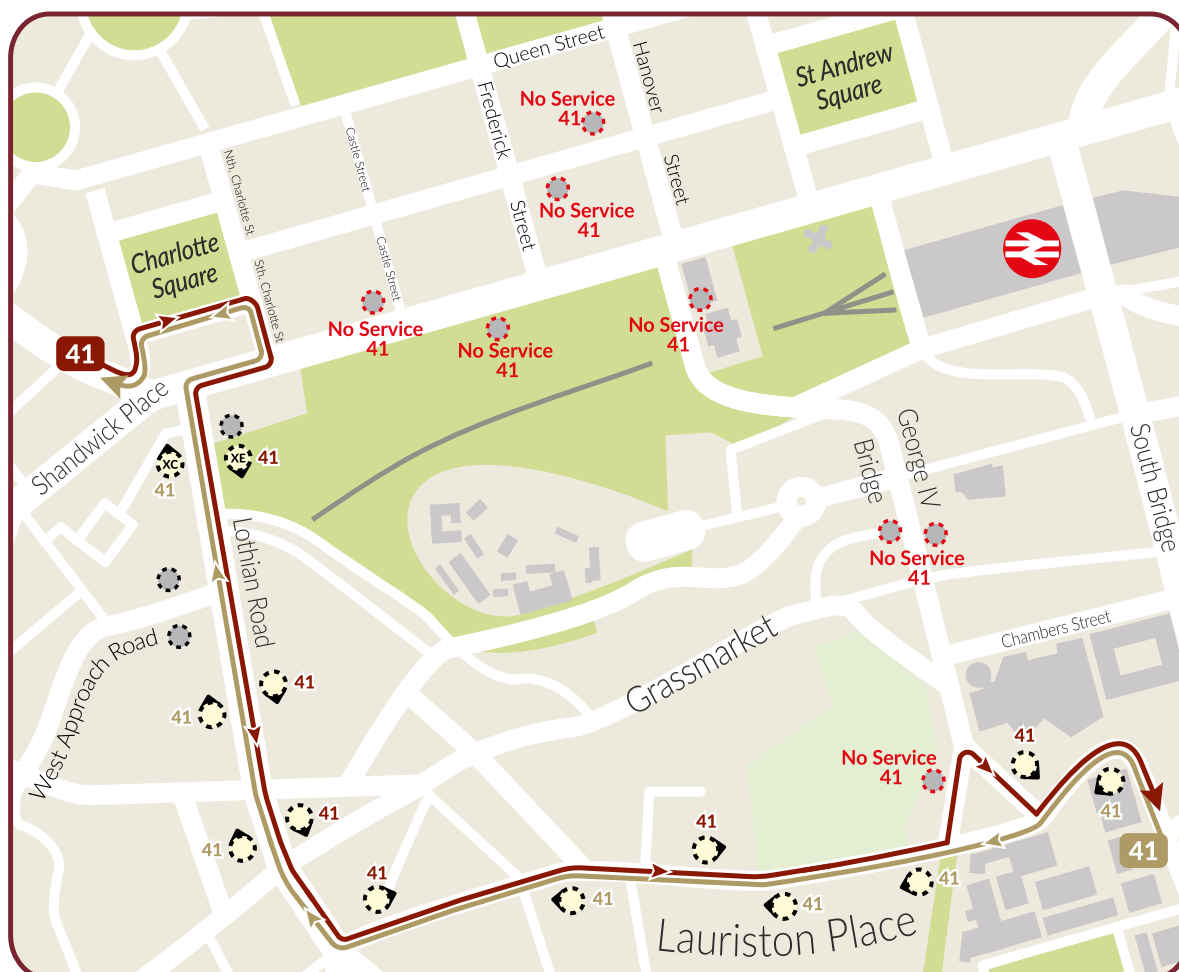 Queen Street
Hanover
Street
St Andrew
Square
Frederick
Street
No Service
41
Castle Street
Nth. Charlotte St
No Service
41
Charlotte
Square
Castle Street
Sth. Charlotte St
No Service
41
No Service
41
No Service
41
41
Shandwick Place
XC
41
XE
41
George IV
Bridge
South Bridge
No Service
41
Lothian Road
West Approach Road
Grassmarket
Chambers Street
41
41
41
No Service
41
41
41
41
41
41
41
41
41
41
41
Lauriston Place